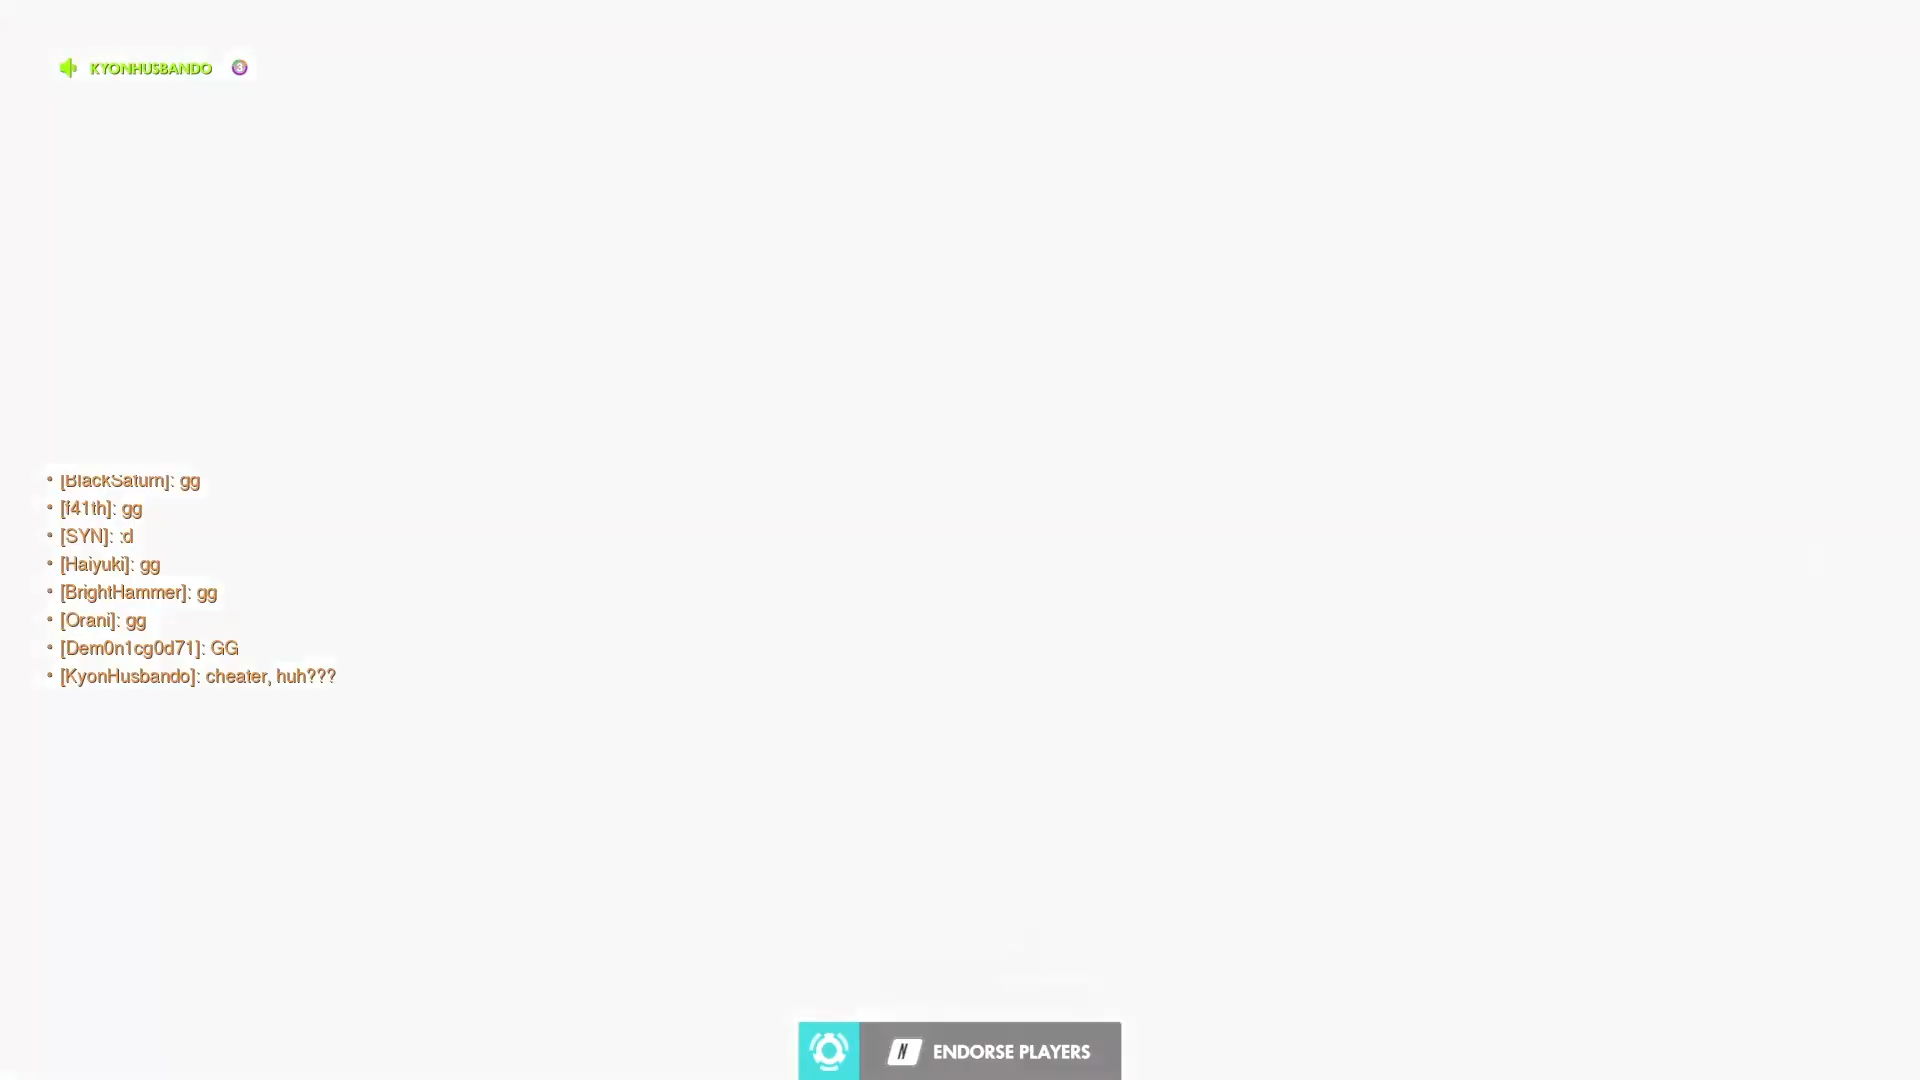 KYONHUSBANDO 3
• [BlackSaturn]: gg
• [f41th]: gg
• [SYN]: :d
• [Haiyuki]: gg
• [BrightHammer]: gg
• [Orani]: gg
• [Dem0n1cg0d71]: GG
• [KyonHusbando]: cheater, huh???
N ENDORSE PLAYERS